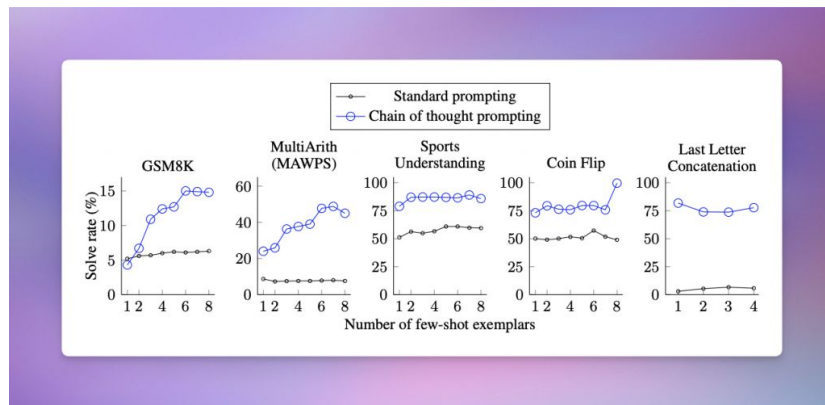 Standard prompting
Chain of thought prompting
GSM8K
MultiArith
(MAWPS)
Sports
Understanding
Coin Flip
Last Letter
Concatenation
Solve rate (%)
15
10
5
0
1 2 4 6 8
60
40
20
0
1 2 4 6 8
100
75
50
25
0
1 2 4 6 8
100
75
50
25
0
1 2 4 6 8
100
75
50
25
0
1 2 3 4
Number of few-shot exemplars